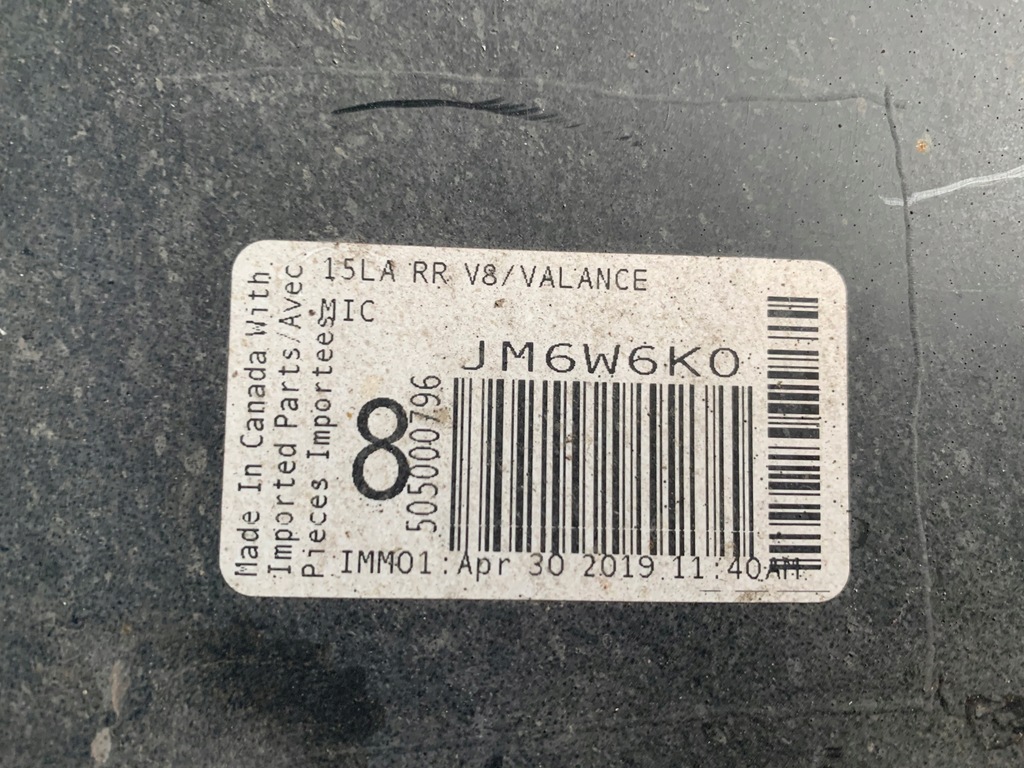 15LA RR V8/VALANCE
MIC
JM6W6KO
8
505000796
IMM01:Apr 30 2019 11:40AM
Made In Canada With
Imported Parts/Avec
Pieces Importees